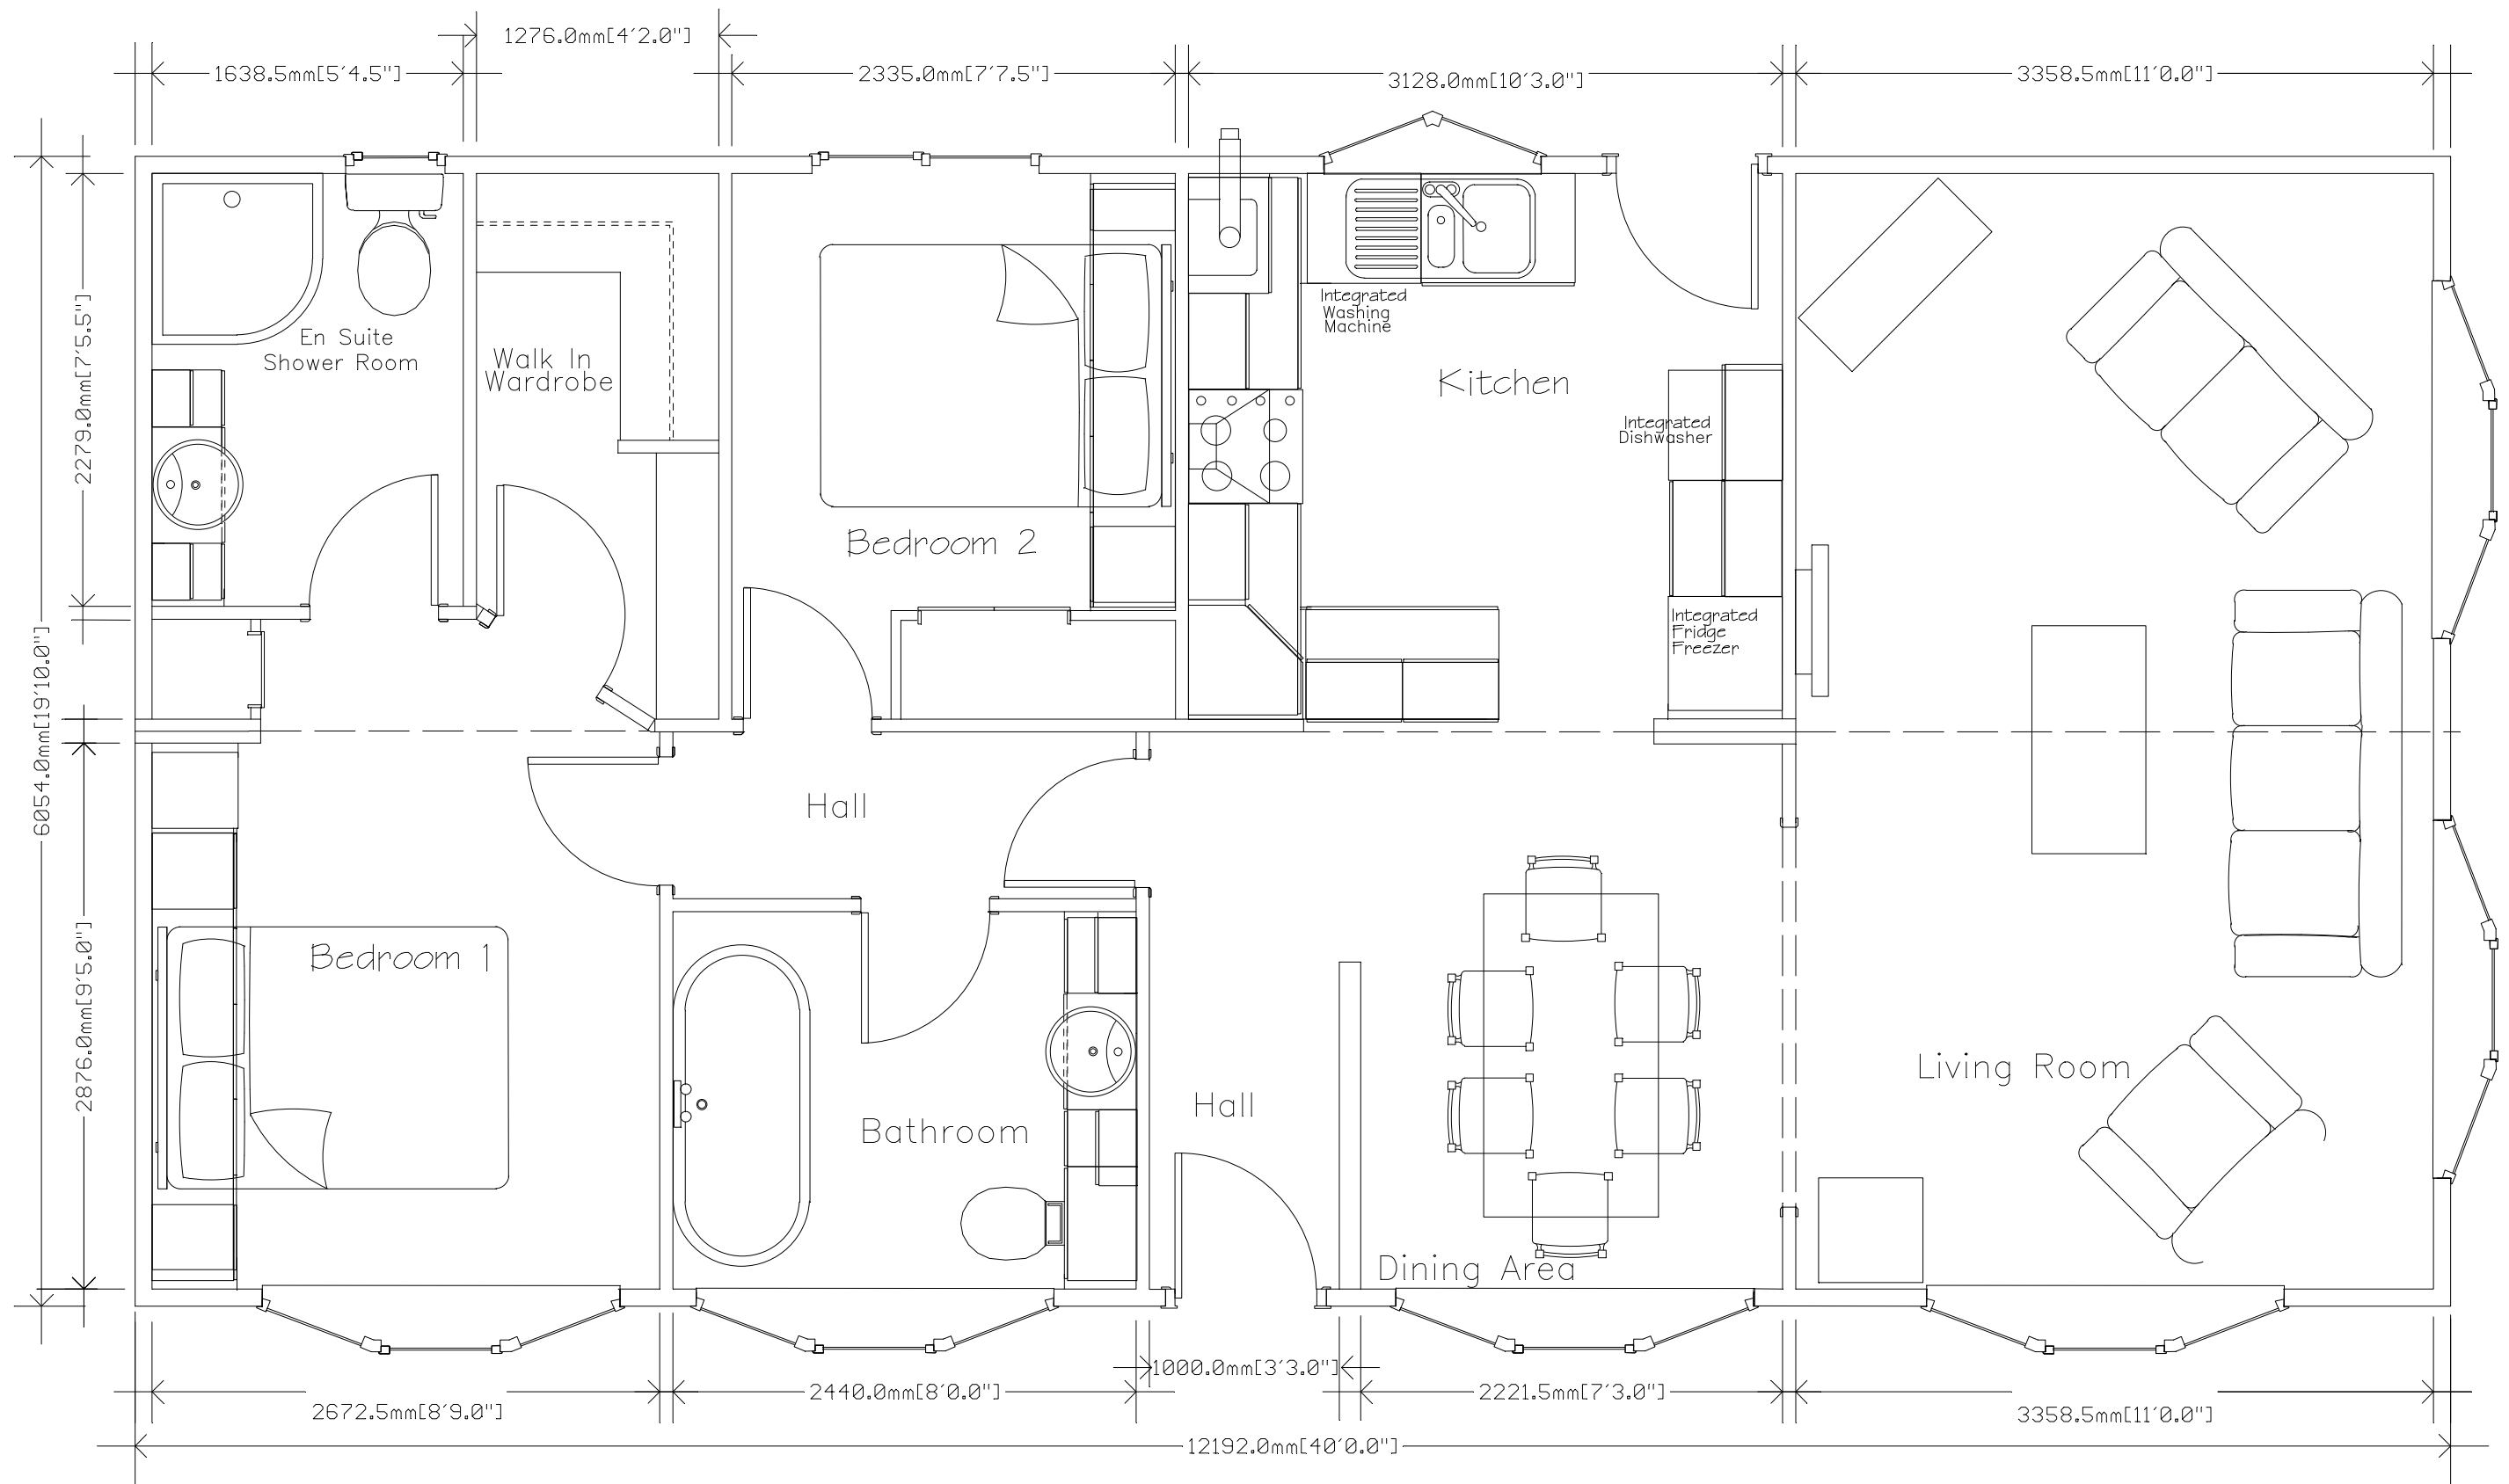 1276.0mm[4'2.0"]
1638.5mm[5'4.5"]
2335.0mm[7'7.5"]
3128.0mm[10'3.0"]
3358.5mm[11'0.0"]
2279.0mm[7'5.5"]
6054.0mm[19'10.0"]
2876.0mm[9'5.0"]
En Suite
Shower Room
Walk In
Wardrobe
Bedroom 2
Integrated
Washing
Machine
Kitchen
Integrated
Dishwasher
Integrated
Fridge
Freezer
Hall
Bedroom 1
Bathroom
Hall
Living Room
Dining Area
1000.0mm[3'3.0"]
2672.5mm[8'9.0"]
2440.0mm[8'0.0"]
2221.5mm[7'3.0"]
3358.5mm[11'0.0"]
12192.0mm[40'0.0"]